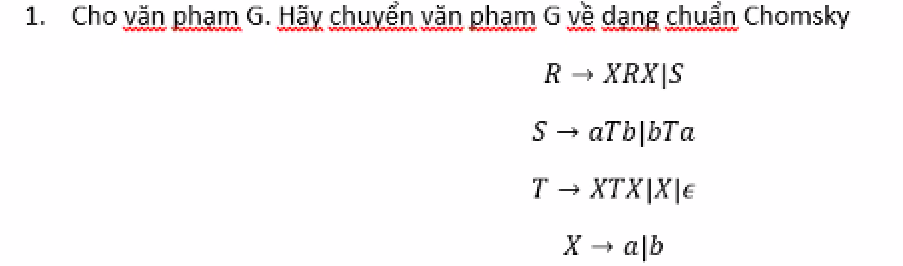 1. Cho văn phạm G. Hãy chuyển văn phạm G về dạng chuẩn Chomsky
R → XRX|S
S → aTb|bTa
T → XTX|X|ϵ
X → a|b